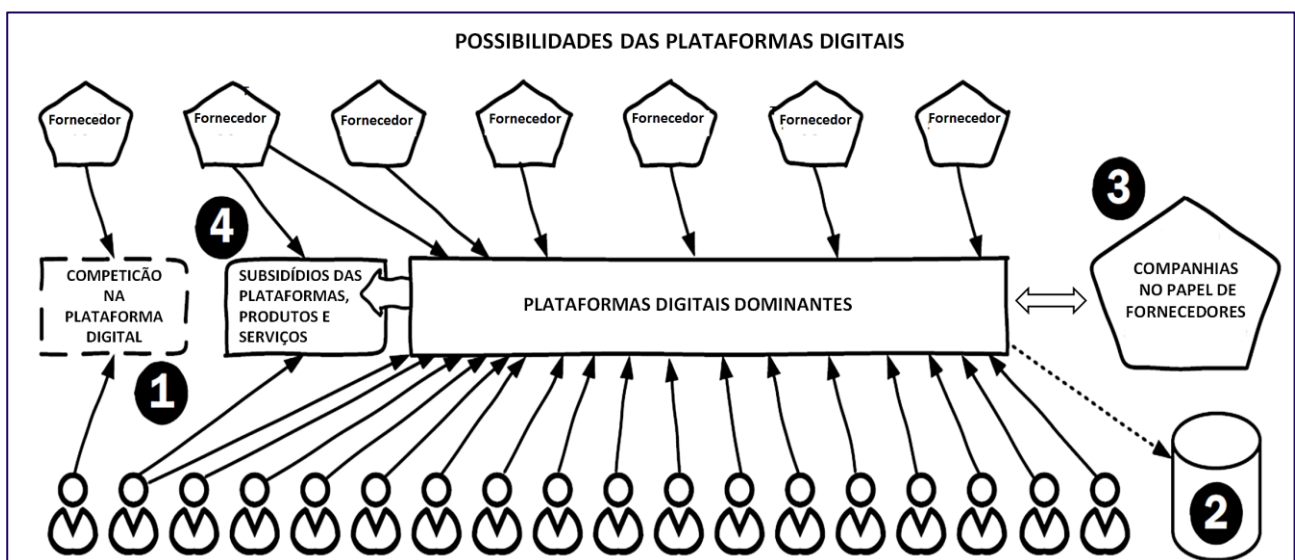 POSSIBILIDADES DAS PLATAFORMAS DIGITAIS
Fornecedor
Fornecedor
Fornecedor
Fornecedor
Fornecedor
Fornecedor
Fornecedor
4
3
COMPETICÃO
NA
PLATAFORMA
DIGITAL
SUBSIDÍDIOS DAS
PLATAFORMAS,
PRODUTOS E
SERVIÇOS
PLATAFORMAS DIGITAIS DOMINANTES
COMPANHIAS
NO PAPEL DE
FORNECEDORES
1
2